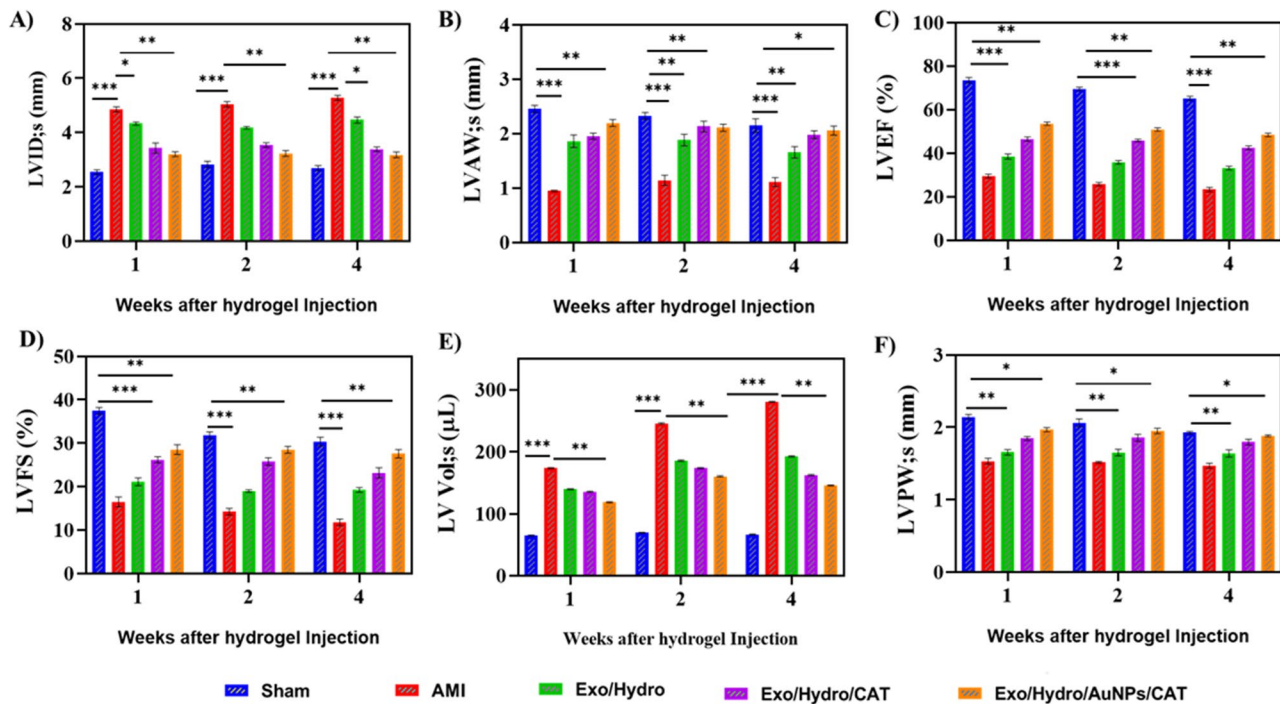 A)
LVID;s (mm)
8
6
4
2
0
***
*
**
***
**
***
*
**
1 2 4
Weeks after hydrogel Injection
B)
LVAW;s (mm)
4
3
2
1
0
***
**
***
**
**
***
**
*
1 2 4
Weeks after hydrogel Injection
C)
LVEF (%)
100
80
60
40
20
0
**
***
**
***
**
***
1 2 4
Weeks after hydrogel Injection
D)
LVFS (%)
50
40
30
20
10
0
**
***
**
***
**
***
1 2 4
Weeks after hydrogel Injection
E)
LV Vol;s (µL)
300
200
100
0
***
**
***
**
***
**
1 2 4
Weeks after hydrogel Injection
F)
LVPW;s (mm)
3
2
1
0
*
**
*
**
*
**
1 2 4
Weeks after hydrogel Injection
Sham AMI Exo/Hydro Exo/Hydro/CAT Exo/Hydro/AuNPs/CAT